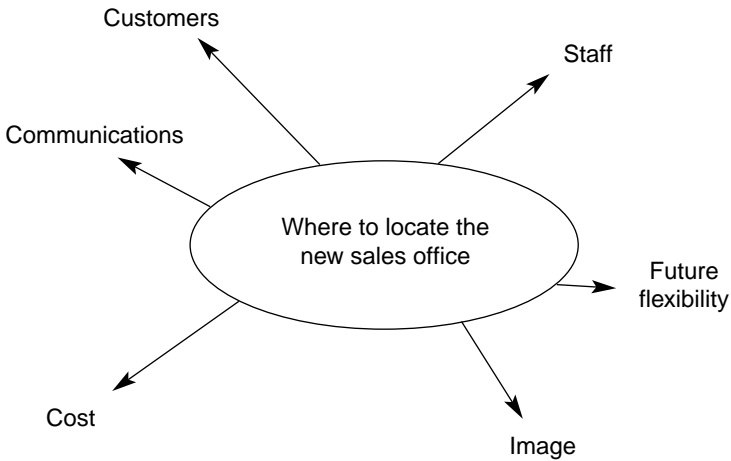 Customers
Staff
Communications
Where to locate the
new sales office
Future
flexibility
Cost
Image